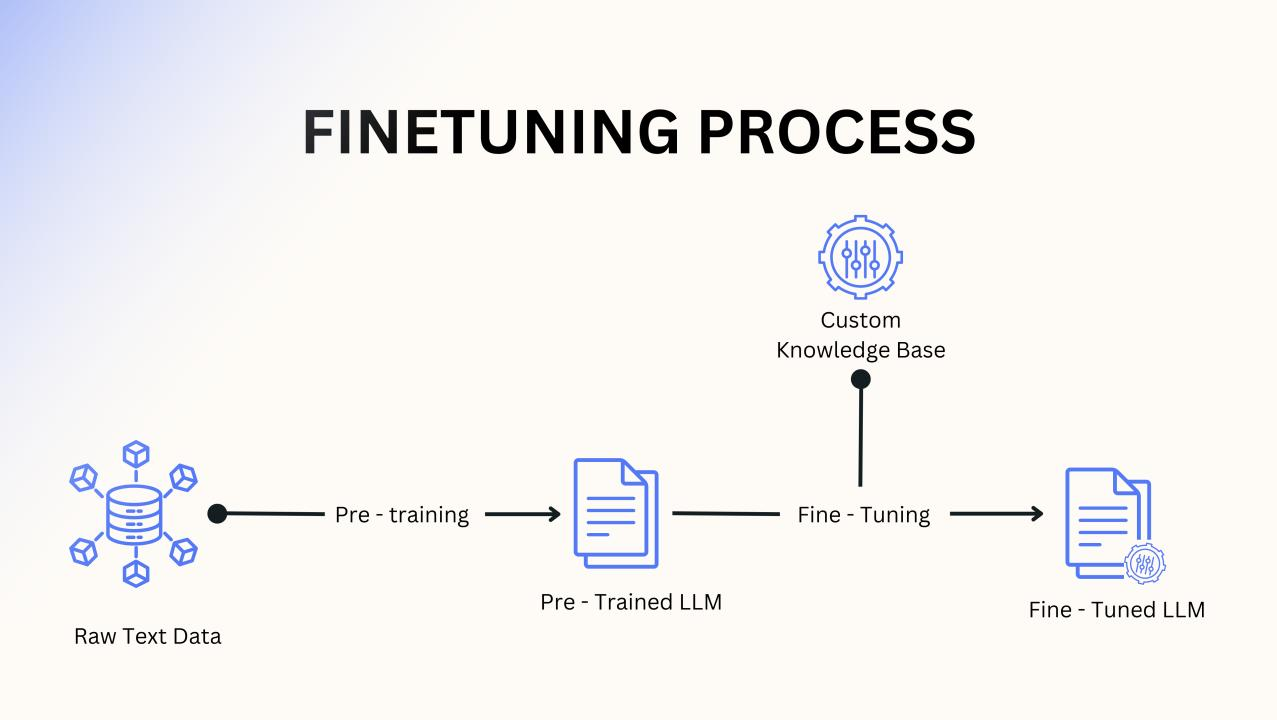 FINETUNING PROCESS
Custom
Knowledge Base
Pre - training
Fine - Tuning
Pre - Trained LLM
Fine - Tuned LLM
Raw Text Data